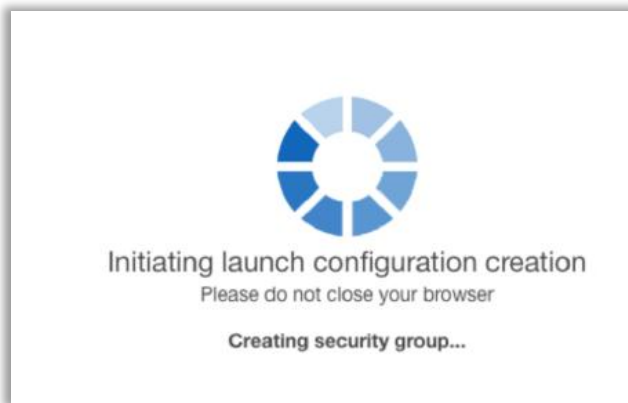 Initiating launch configuration creation
Please do not close your browser
Creating security group...